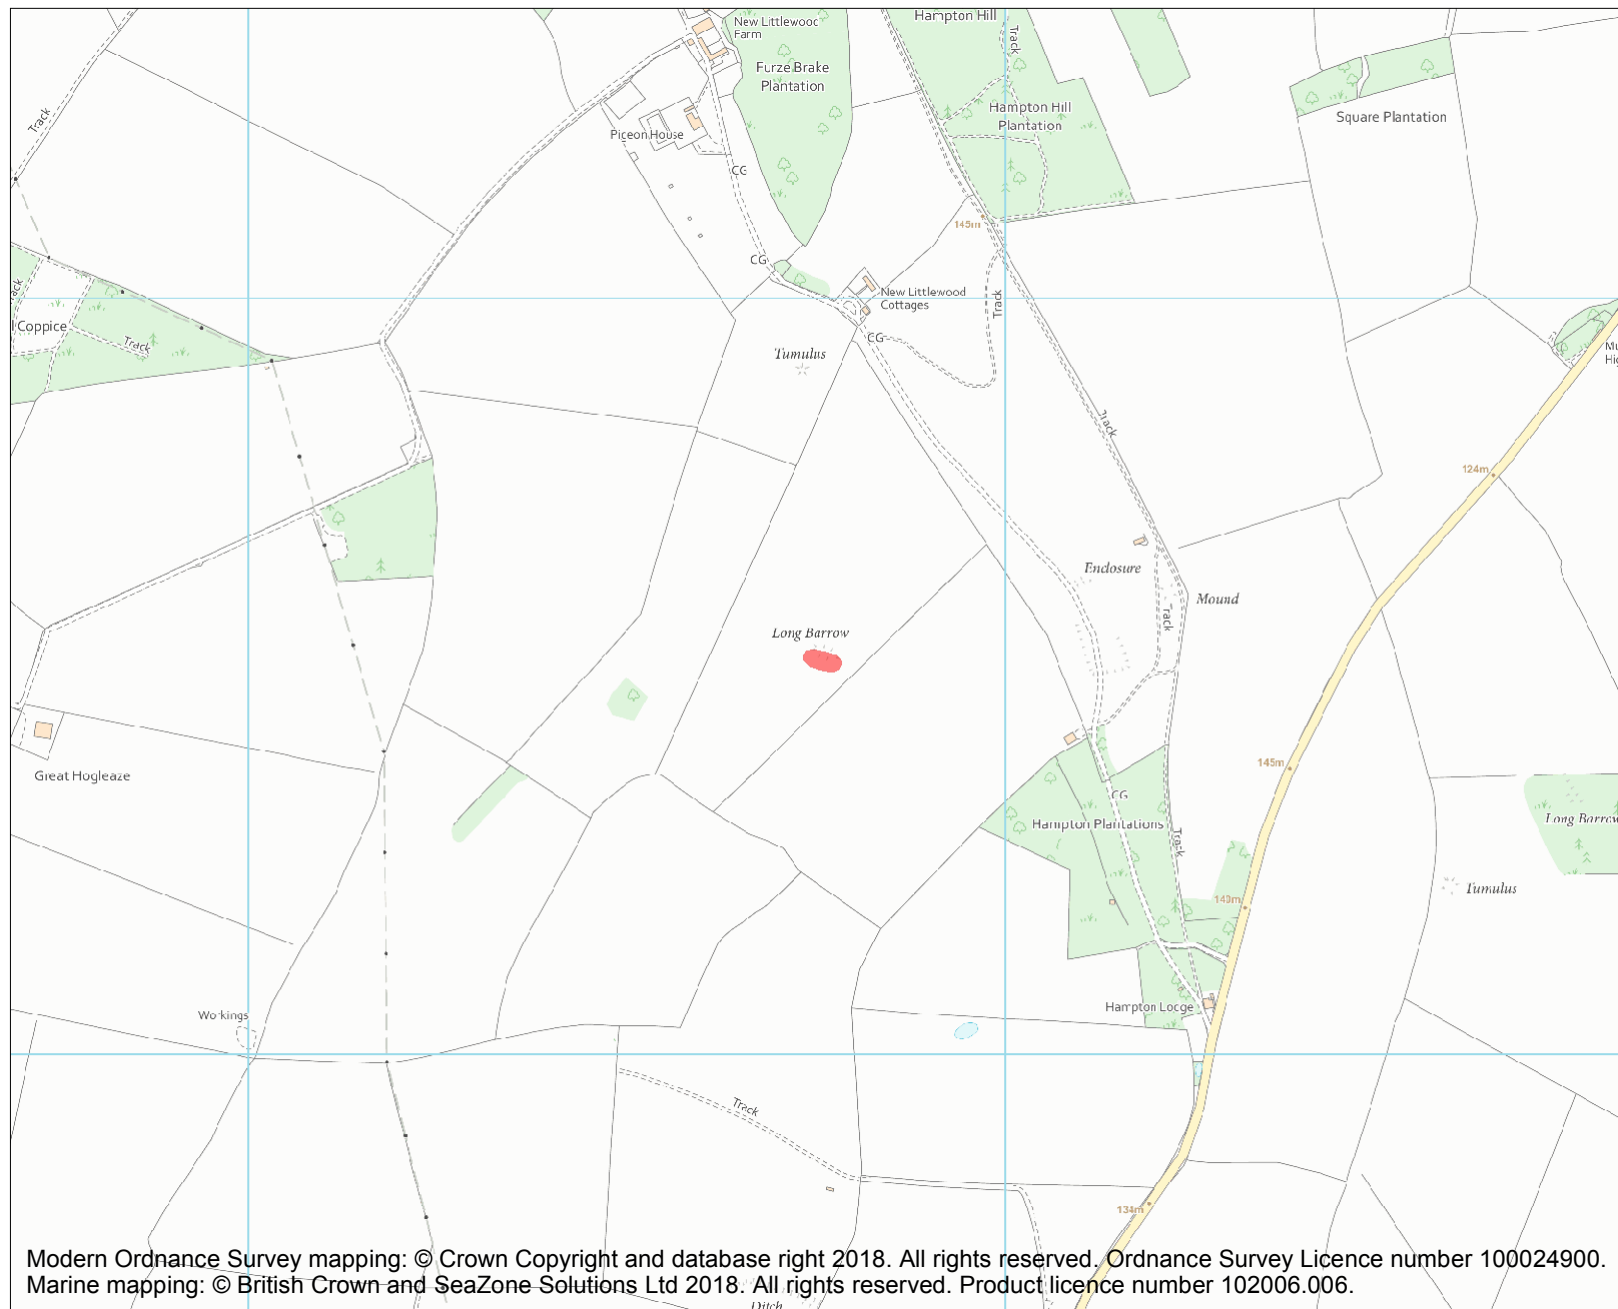 Hampton Hill
New Littlewood
Farm
Track
Furze Brake
Plantation
Hampton Hill
Plantation
Square Plantation
Track
Pigeon House
CG
145m
CG
New Littlewood
Cottages
Track
Coppice
Track
CG
Tumulus
Track
124m
Enclosure
Mound
Track
Long Barrow
145m
Great Hogleaze
CG
Hampton Plantations
Track
Long Barrow
Tumulus
143m
Hampton Lodge
Workings
Track
134m
Modern Ordnance Survey mapping: © Crown Copyright and database right 2018. All rights reserved. Ordnance Survey Licence number 100024900.
Marine mapping: © British Crown and SeaZone Solutions Ltd 2018. All rights reserved. Product licence number 102006.006.
Ditch